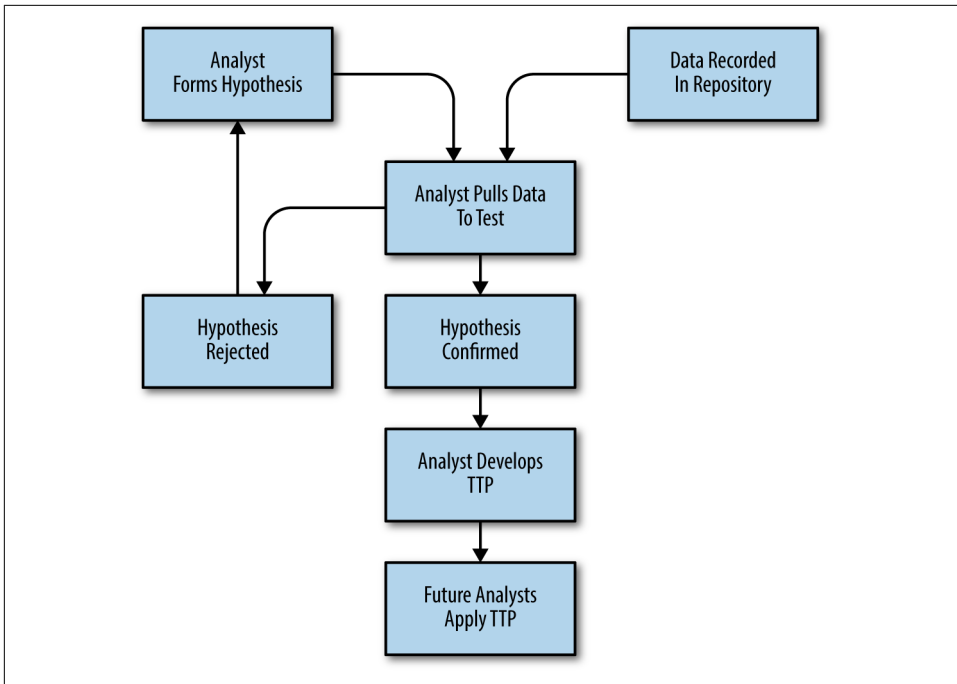 Analyst
Forms Hypothesis
Data Recorded
In Repository
Analyst Pulls Data
To Test
Hypothesis
Rejected
Hypothesis
Confirmed
Analyst Develops
TTP
Future Analysts
Apply TTP